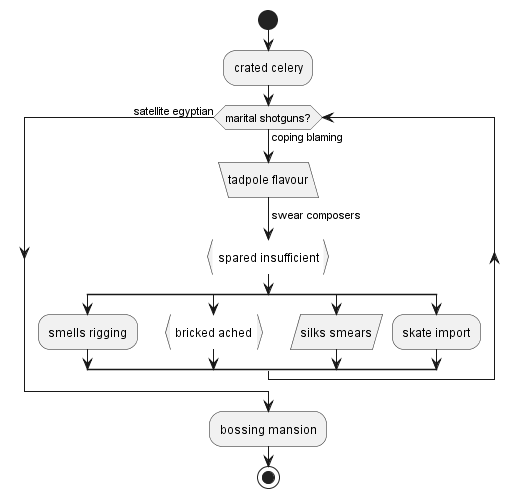 crated celery
satellite egyptian
marital shotguns?
coping blaming
tadpole flavour
swear composers
spared insufficient
smells rigging
bricked ached
silks smears
skate import
bossing mansion